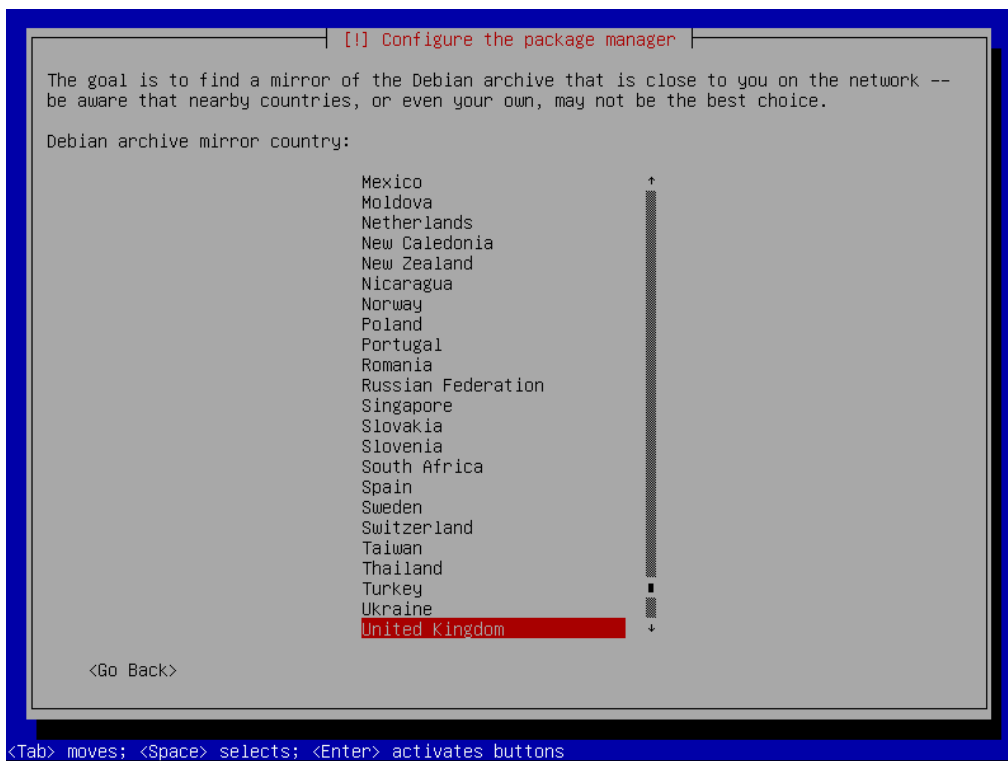 [!] Configure the package manager
The goal is to find a mirror of the Debian archive that is close to you on the network --
be aware that nearby countries, or even your own, may not be the best choice.
Debian archive mirror country:
Mexico
Moldova
Netherlands
New Caledonia
New Zealand
Nicaragua
Norway
Poland
Portugal
Romania
Russian Federation
Singapore
Slovakia
Slovenia
South Africa
Spain
Sweden
Switzerland
Taiwan
Thailand
Turkey
Ukraine
United Kingdom
<Go Back>
<Tab> moves; <Space> selects; <Enter> activates buttons